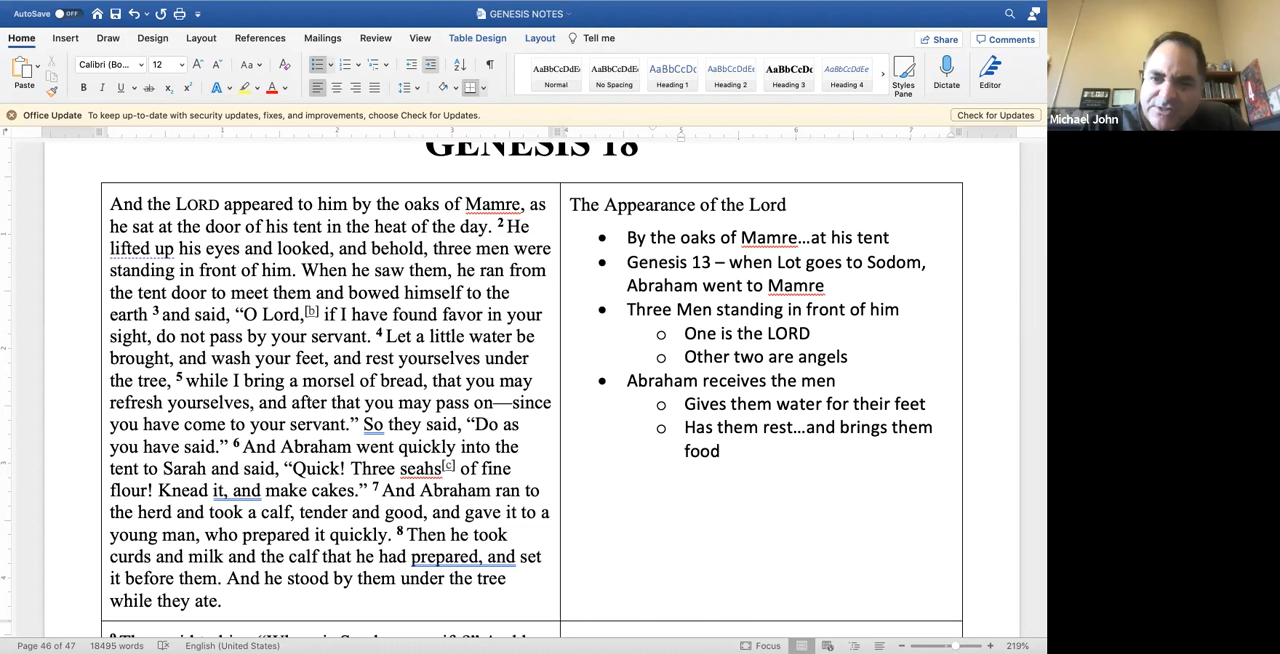 AutoSave OFF GENESIS NOTES
Home Insert Draw Design Layout References Mailings Review View Table Design Layout Tell me Share Comments
Paste Calibri (Bo... 12 AaBbCcDdEe Normal AaBbCcDdEe No Spacing AaBbCcDc Heading 1 AaBbCcDdEe Heading 2 AaBbCcDc Heading 3 AaBbCcDdEe Heading 4 Styles Pane Dictate Editor
Office Update To keep up-to-date with security updates, fixes, and improvements, choose Check for Updates. Check for Updates
Michael John
GENESIS 18
And the LORD appeared to him by the oaks of Mamre, as
he sat at the door of his tent in the heat of the day. 2 He
lifted up his eyes and looked, and behold, three men were
standing in front of him. When he saw them, he ran from
the tent door to meet them and bowed himself to the
earth 3 and said, “O Lord,[b] if I have found favor in your
sight, do not pass by your servant. 4 Let a little water be
brought, and wash your feet, and rest yourselves under
the tree, 5 while I bring a morsel of bread, that you may
refresh yourselves, and after that you may pass on—since
you have come to your servant.” So they said, “Do as
you have said.” 6 And Abraham went quickly into the
tent to Sarah and said, “Quick! Three seahs[c] of fine
flour! Knead it, and make cakes.” 7 And Abraham ran to
the herd and took a calf, tender and good, and gave it to a
young man, who prepared it quickly. 8 Then he took
curds and milk and the calf that he had prepared, and set
it before them. And he stood by them under the tree
while they ate.
The Appearance of the Lord
• By the oaks of Mamre...at his tent
• Genesis 13 – when Lot goes to Sodom,
Abraham went to Mamre
• Three Men standing in front of him
o One is the LORD
o Other two are angels
• Abraham receives the men
o Gives them water for their feet
o Has them rest...and brings them
food
Page 46 of 47 18495 words English (United States) Focus 219%